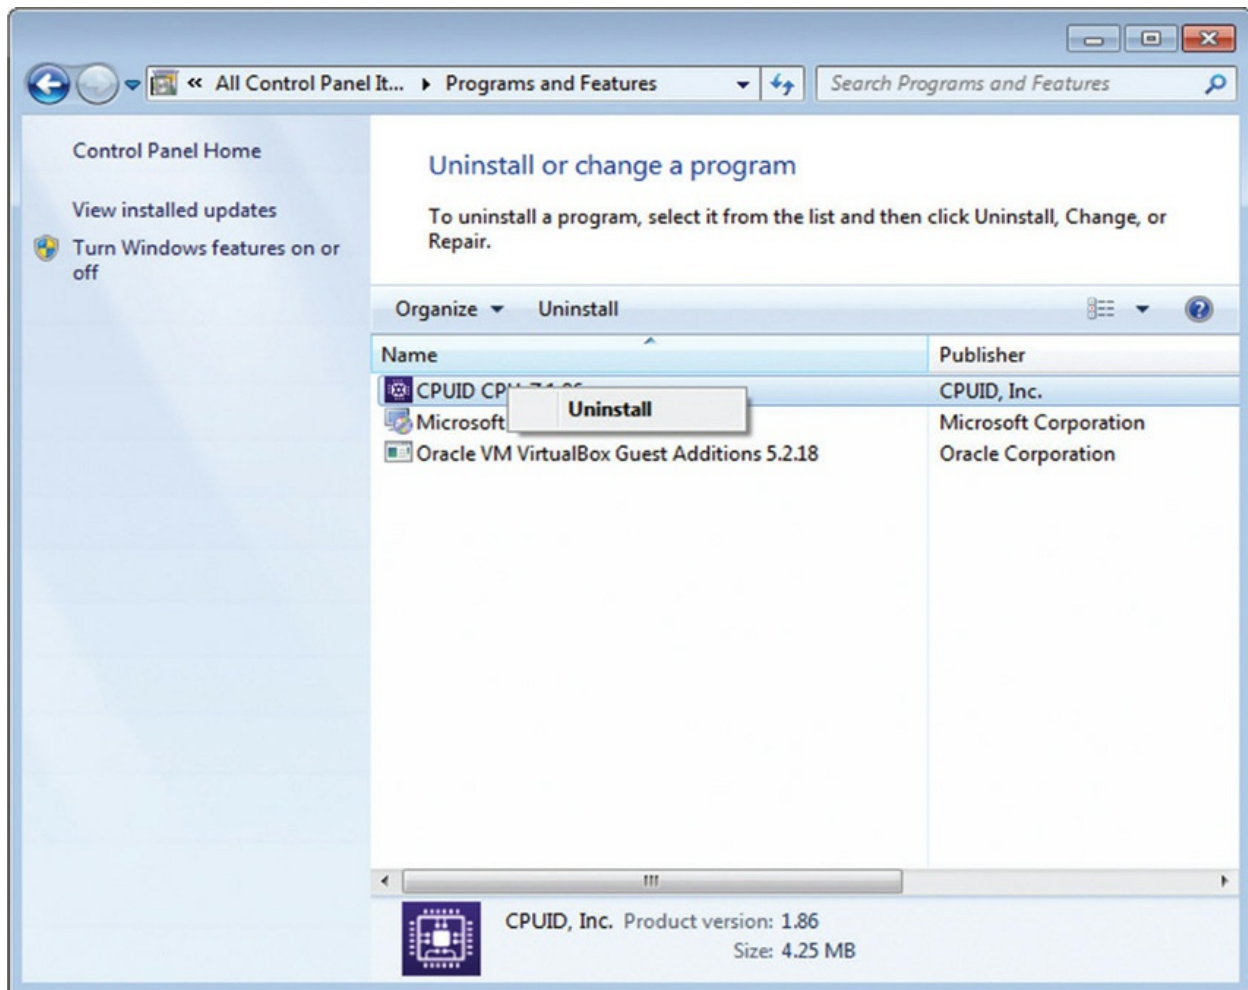 « All Control Panel It... ▸ Programs and Features
Search Programs and Features
Control Panel Home
View installed updates
Turn Windows features on or
off
Uninstall or change a program
To uninstall a program, select it from the list and then click Uninstall, Change, or
Repair.
Organize Uninstall
Name Publisher
CPUID CPUID, Inc.
Uninstall
Microsoft Microsoft Corporation
Oracle VM VirtualBox Guest Additions 5.2.18 Oracle Corporation
CPUID, Inc. Product version: 1.86
Size: 4.25 MB